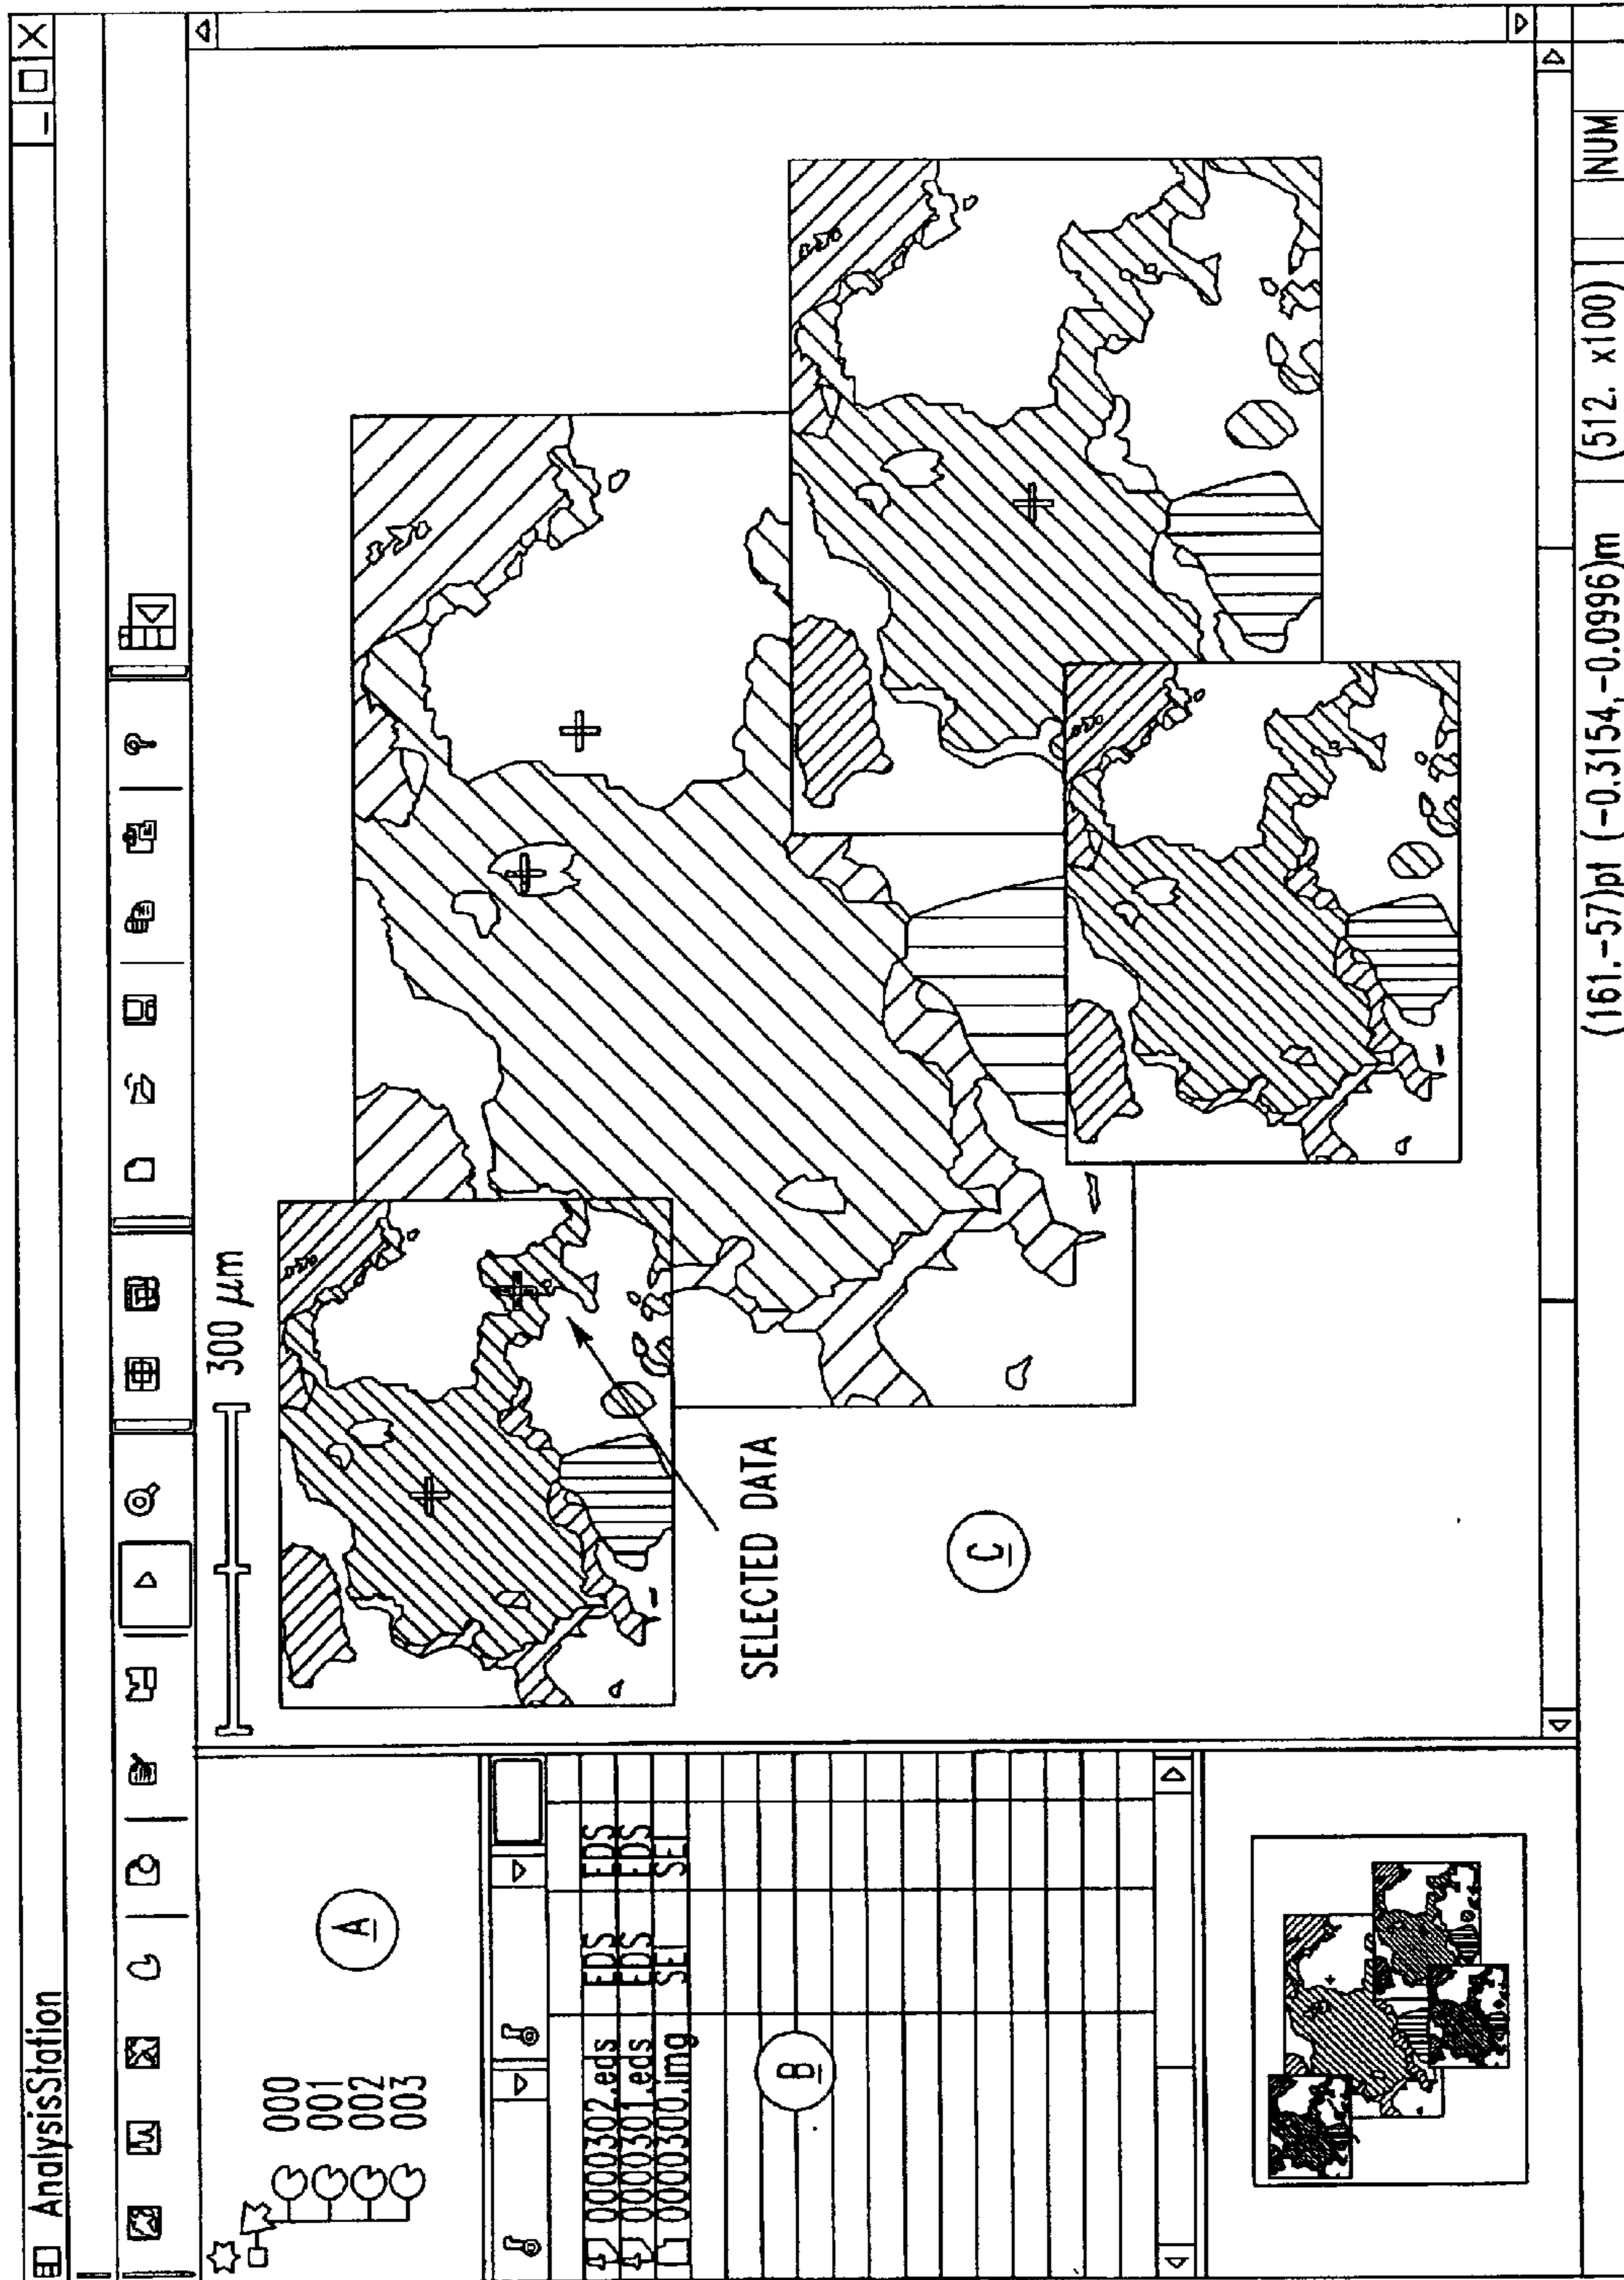 AnalysisStation
000
001
002
003
A
0000302.eds EDS EDS
0000301.eds EDS EDS
0000300.img SEI SEI
B
300 μm
SELECTED DATA
C
(161.-57)pt (-0.3154,-0.0996)m (512. x100) NUM